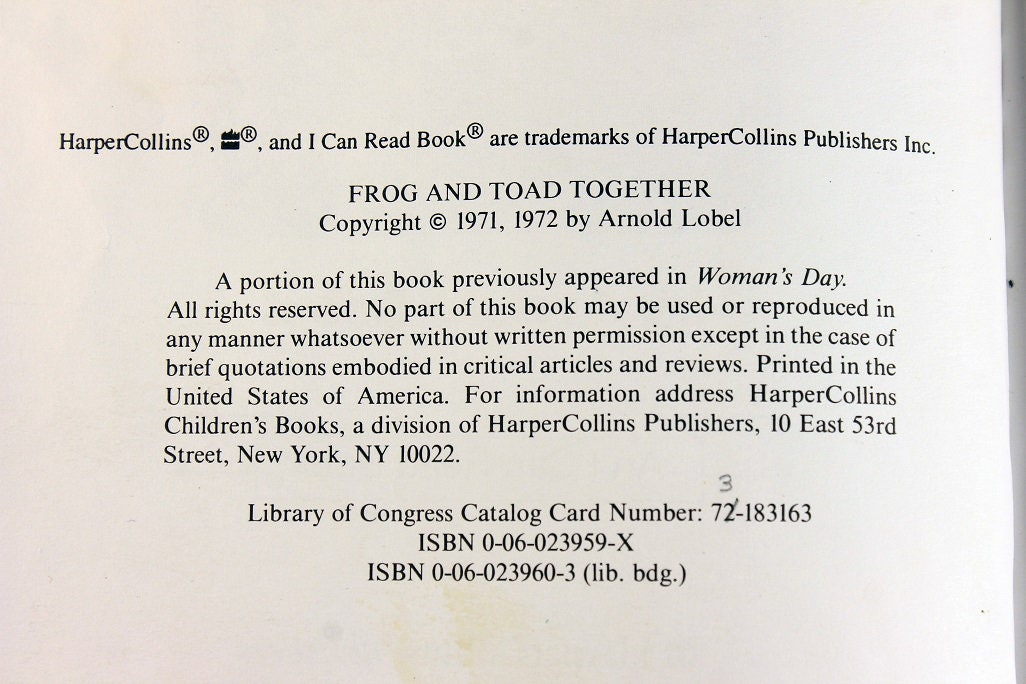 HarperCollins®, ®, and I Can Read Book® are trademarks of HarperCollins Publishers Inc.
FROG AND TOAD TOGETHER
Copyright © 1971, 1972 by Arnold Lobel
A portion of this book previously appeared in Woman's Day.
All rights reserved. No part of this book may be used or reproduced in
any manner whatsoever without written permission except in the case of
brief quotations embodied in critical articles and reviews. Printed in the
United States of America. For information address HarperCollins
Children's Books, a division of HarperCollins Publishers, 10 East 53rd
Street, New York, NY 10022.
3
Library of Congress Catalog Card Number: 72-183163
ISBN 0-06-023959-X
ISBN 0-06-023960-3 (lib. bdg.)